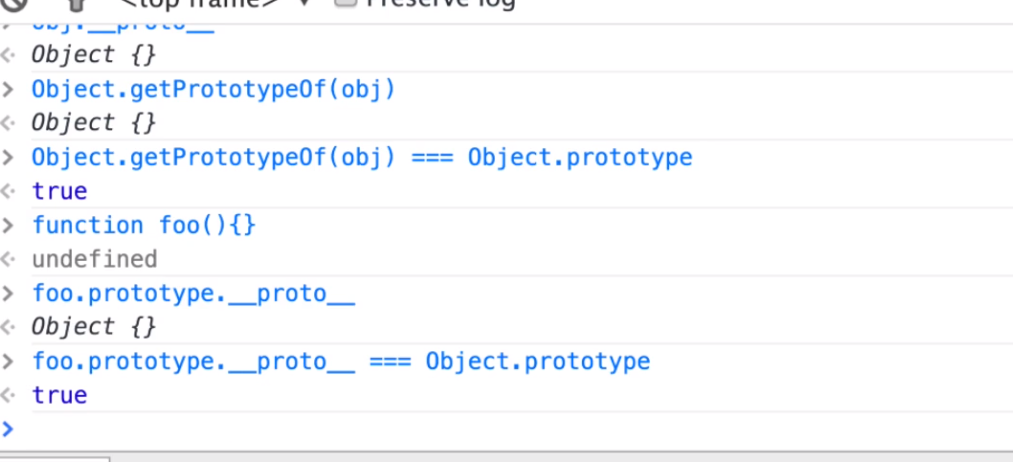 <top frame> ▼ Preserve log
> obj.__proto__
<· Object {}
> Object.getPrototypeOf(obj)
<· Object {}
> Object.getPrototypeOf(obj) === Object.prototype
<· true
> function foo(){}
<· undefined
> foo.prototype.__proto__
<· Object {}
> foo.prototype.__proto__ === Object.prototype
<· true
>